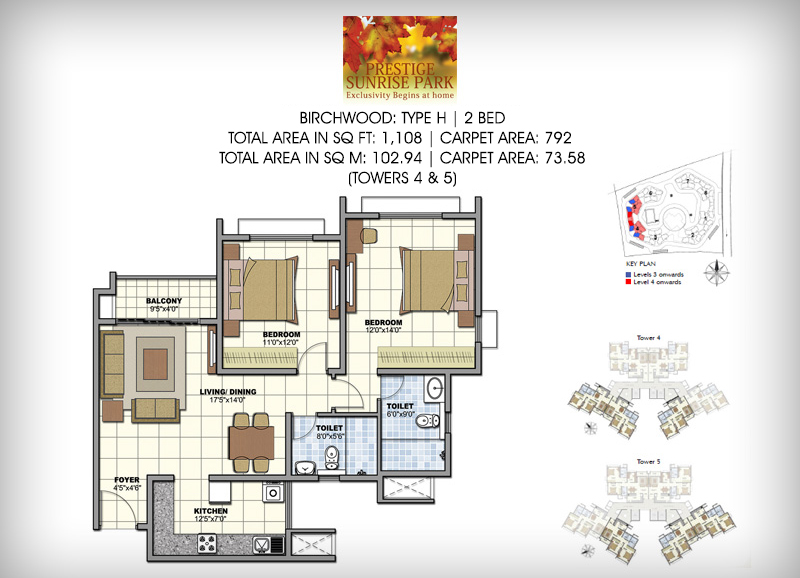 PRESTIGE
SUNRISE PARK
Exclusivity Begins at home
BIRCHWOOD: TYPE H | 2 BED
TOTAL AREA IN SQ FT: 1,108 | CARPET AREA: 792
TOTAL AREA IN SQ M: 102.94 | CARPET AREA: 73.58
(TOWERS 4 & 5)
KEY PLAN
Levels 3 onwards
Level 4 onwards
BALCONY
9'5"x4'0"
BEDROOM
11'0"x12'0"
BEDROOM
12'0"x14'0"
LIVING/ DINING
17'5"x14'0"
TOILET
6'0"x9'0"
TOILET
8'0"x5'6"
FOYER
4'5"x4'6"
KITCHEN
12'5"x7'0"
Tower 4
Tower 5